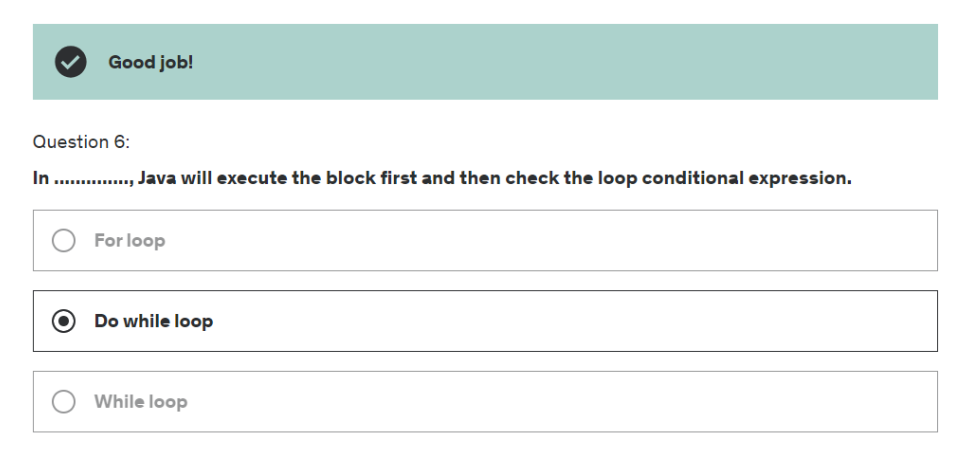 Good job!
Question 6:
In .............., Java will execute the block first and then check the loop conditional expression.
For loop
Do while loop
While loop